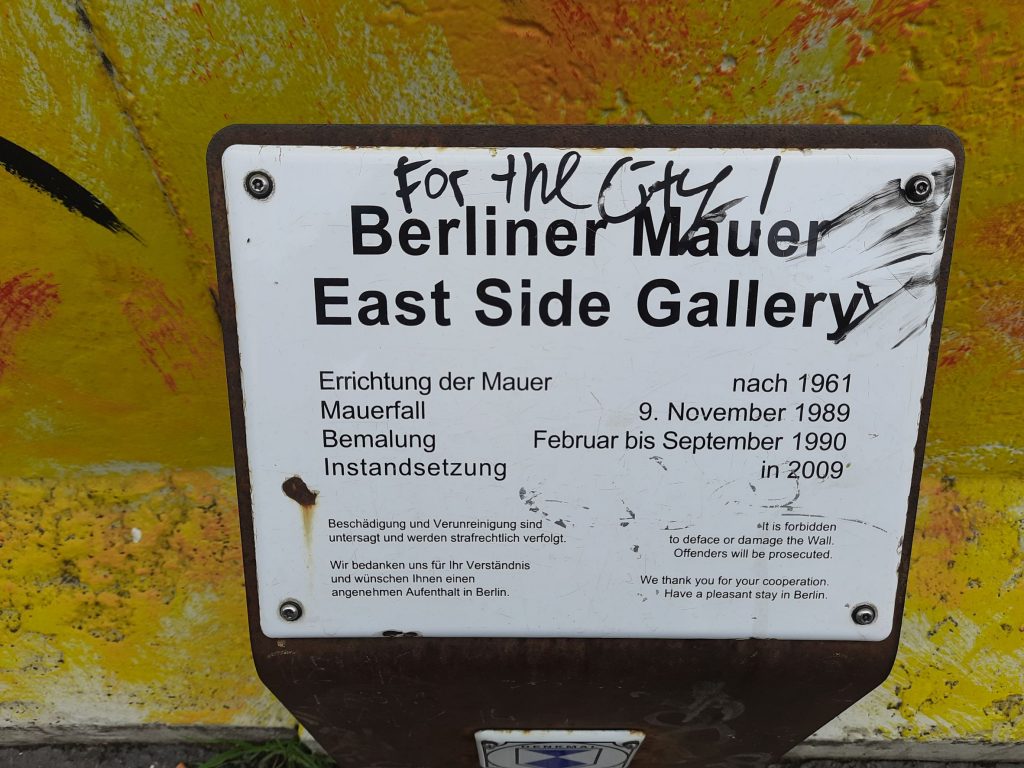 For the City!
Berliner Mauer
East Side Gallery
Errichtung der Mauer nach 1961
Mauerfall 9. November 1989
Bemalung Februar bis September 1990
Instandsetzung in 2009
Beschädigung und Verunreinigung sind
untersagt und werden strafrechtlich verfolgt.
Wir bedanken uns für Ihr Verständnis
und wünschen Ihnen einen
angenehmen Aufenthalt in Berlin.
It is forbidden
to deface or damage the Wall.
Offenders will be prosecuted.
We thank you for your cooperation.
Have a pleasant stay in Berlin.
DENKMAL